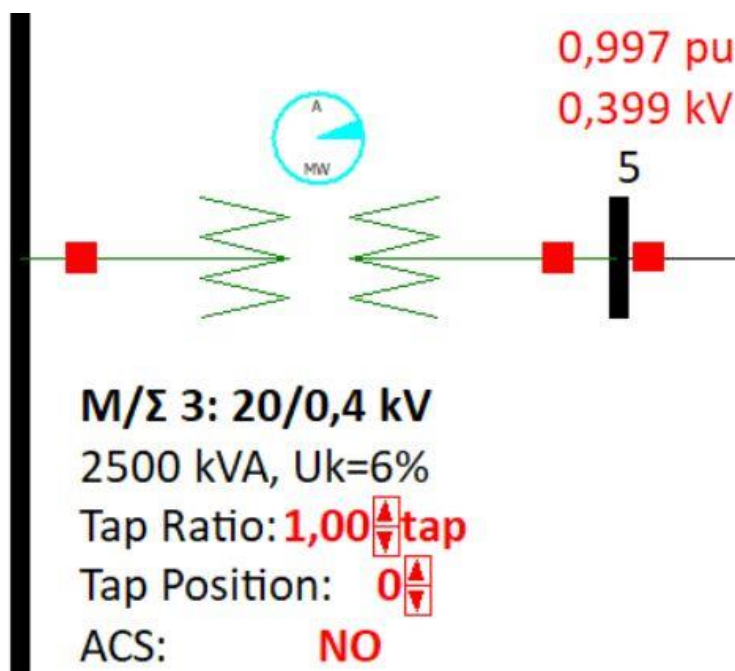 0,997 pu
0,399 kV
A
MW
5
Μ/Σ 3: 20/0,4 kV
2500 kVA, Uk=6%
Tap Ratio: 1,00 tap
Tap Position: 0
ACS: NO